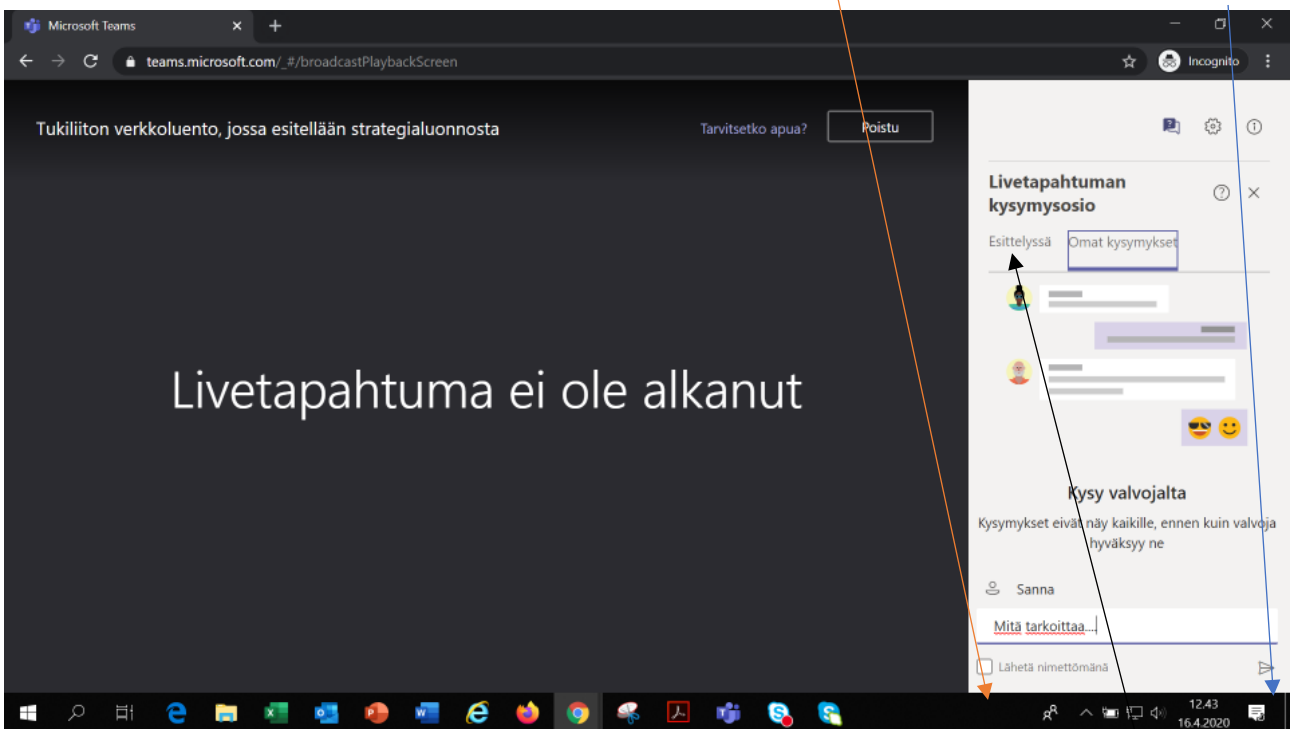 Microsoft Teams
teams.microsoft.com/_#/broadcastPlaybackScreen
Incognito
Tukiliiton verkkoluento, jossa esitellään strategialuonnosta
Tarvitsetko apua?
Poistu
Livetapahtuman
kysymysosio
Esittelyssä
Omat kysymykset
Livetapahtuma ei ole alkanut
Kysy valvojalta
Kysymykset eivät näy kaikille, ennen kuin valvoja
hyväksyy ne
Sanna
Mitä tarkoittaa....
Lähetä nimettömänä
12.43
16.4.2020